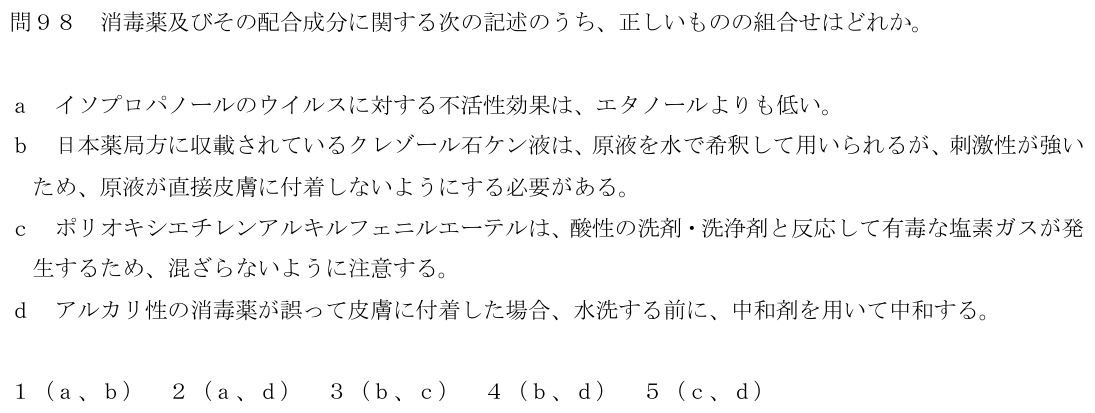 問９８　消毒薬及びその配合成分に関する次の記述のうち、正しいものの組合せはどれか。
ａ　イソプロパノールのウイルスに対する不活性効果は、エタノールよりも低い。
ｂ　日本薬局方に収載されているクレゾール石ケン液は、原液を水で希釈して用いられるが、刺激性が強い
ため、原液が直接皮膚に付着しないようにする必要がある。
ｃ　ポリオキシエチレンアルキルフェニルエーテルは、酸性の洗剤・洗浄剤と反応して有毒な塩素ガスが発
生するため、混ざらないように注意する。
ｄ　アルカリ性の消毒薬が誤って皮膚に付着した場合、水洗する前に、中和剤を用いて中和する。
１（ａ、ｂ）　２（ａ、ｄ）　３（ｂ、ｃ）　４（ｂ、ｄ）　５（ｃ、ｄ）